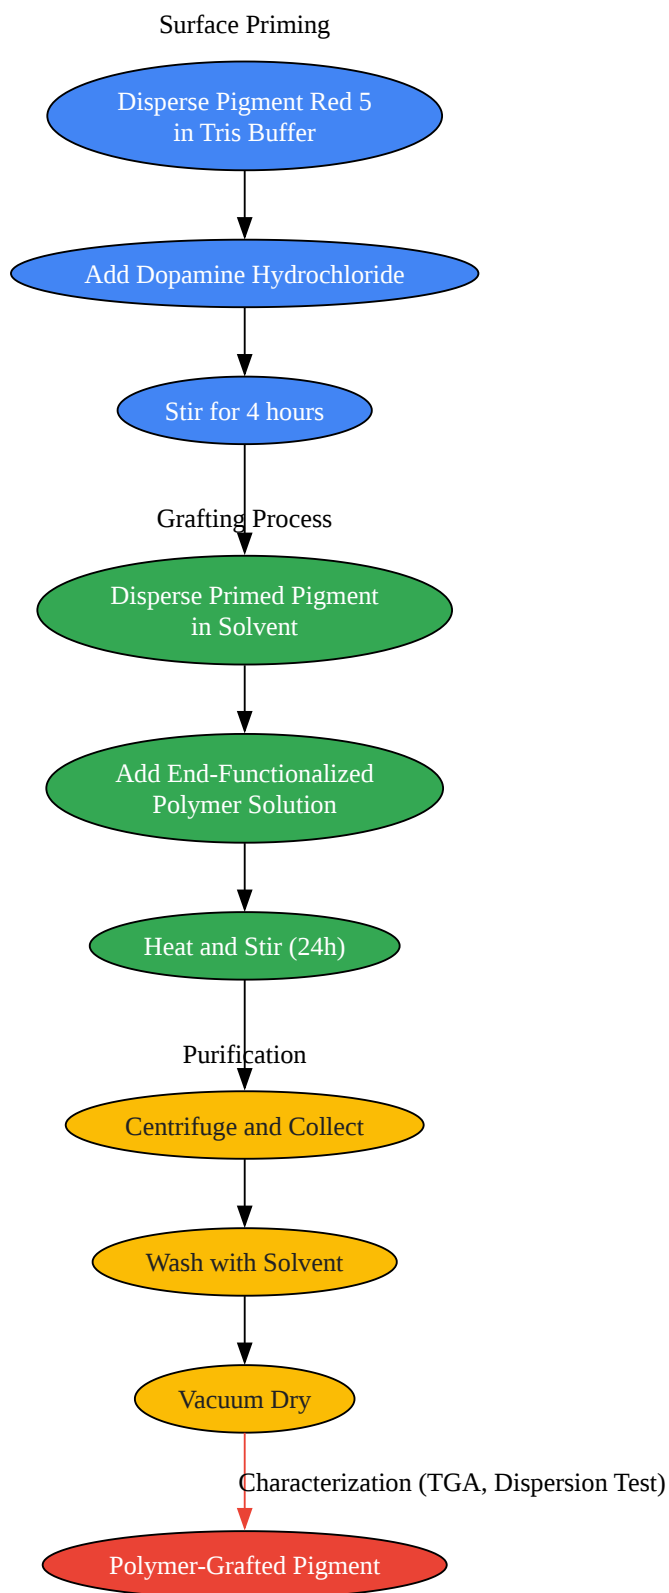 Surface Priming
Disperse Pigment Red 5
in Tris Buffer
Add Dopamine Hydrochloride
Stir for 4 hours
Grafting Process
Disperse Primed Pigment
in Solvent
Add End-Functionalized
Polymer Solution
Heat and Stir (24h)
Purification
Centrifuge and Collect
Wash with Solvent
Vacuum Dry
Characterization (TGA, Dispersion Test)
Polymer-Grafted Pigment